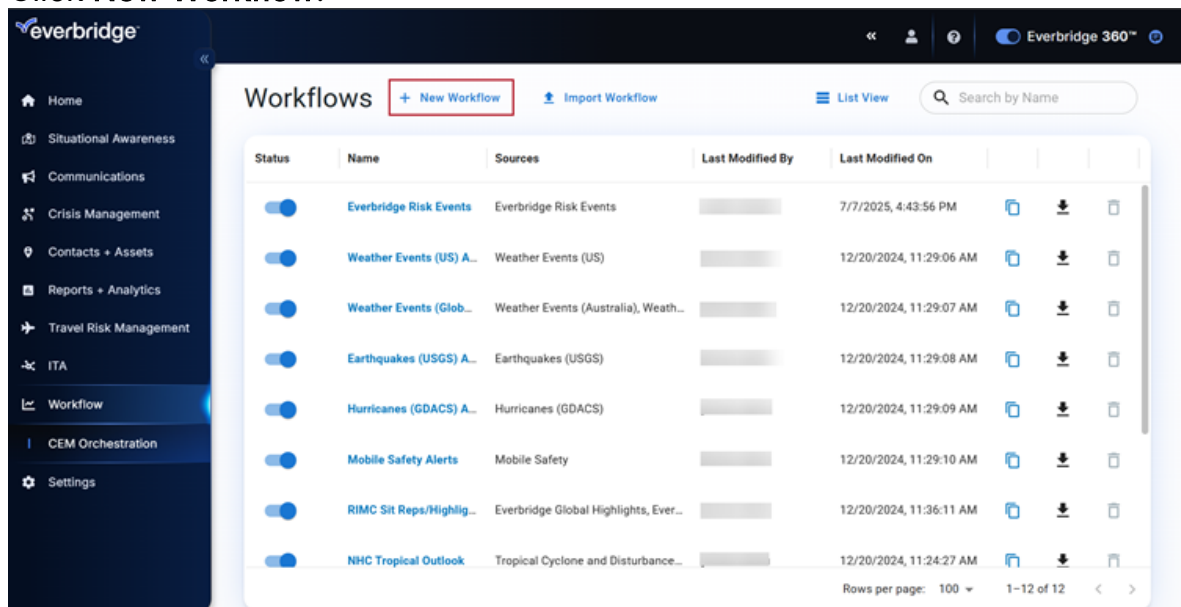 Click New Workflow.
everbridge
Everbridge 360™
Home
Situational Awareness
Communications
Crisis Management
Contacts + Assets
Reports + Analytics
Travel Risk Management
ITA
Workflow
CEM Orchestration
Settings
Workflows + New Workflow Import Workflow List View Search by Name
Status Name Sources Last Modified By Last Modified On
Everbridge Risk Events Everbridge Risk Events 7/7/2025, 4:43:56 PM
Weather Events (US) A... Weather Events (US) 12/20/2024, 11:29:06 AM
Weather Events (Glob... Weather Events (Australia), Weath... 12/20/2024, 11:29:07 AM
Earthquakes (USGS) A... Earthquakes (USGS) 12/20/2024, 11:29:08 AM
Hurricanes (GDACS) A... Hurricanes (GDACS) 12/20/2024, 11:29:09 AM
Mobile Safety Alerts Mobile Safety 12/20/2024, 11:29:10 AM
RIMC Sit Reps/Highlig... Everbridge Global Highlights, Ever... 12/20/2024, 11:36:11 AM
NHC Tropical Outlook Tropical Cyclone and Disturbance... 12/20/2024, 11:24:27 AM
Rows per page: 100 1–12 of 12